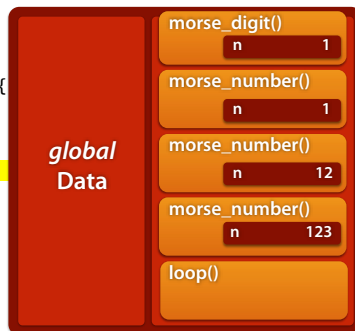 {
global
Data
morse_digit()
n 1
morse_number()
n 1
morse_number()
n 12
morse_number()
n 123
loop()